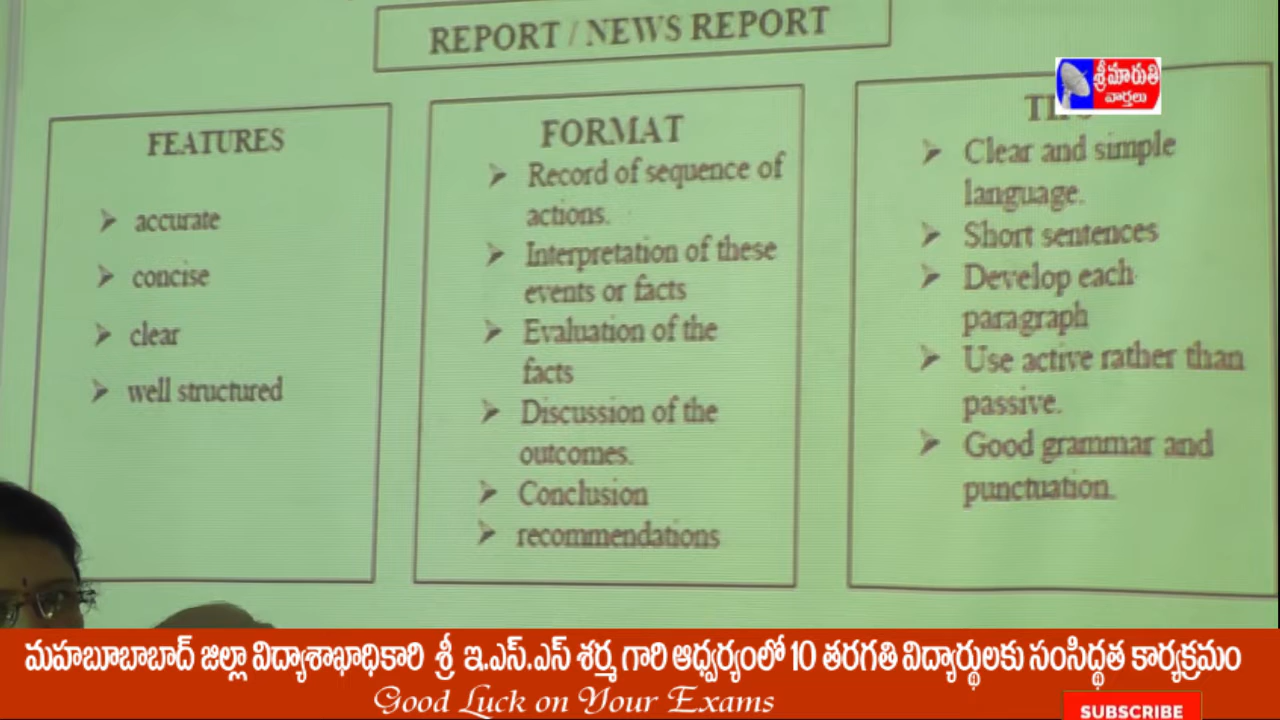 REPORT / NEWS REPORT
శ్రీమారుతి
వార్తలు
FEATURES
➤ accurate
➤ concise
➤ clear
➤ well structured
FORMAT
➤ Record of sequence of
actions.
➤ Interpretation of these
events or facts
➤ Evaluation of the
facts
➤ Discussion of the
outcomes.
➤ Conclusion
➤ recommendations
➤ Clear and simple
language.
➤ Short sentences
➤ Develop each
paragraph
➤ Use active rather than
passive.
➤ Good grammar and
punctuation.
మహబూబాబాద్ జిల్లా విద్యాశాఖాధికారి శ్రీ ఇ.ఎస్.ఎస్ శర్మ గారి ఆధ్వర్యంలో 10 తరగతి విద్యార్థులకు సంసిద్ధత కార్యక్రమం
Good Luck on Your Exams
SUBSCRIBE